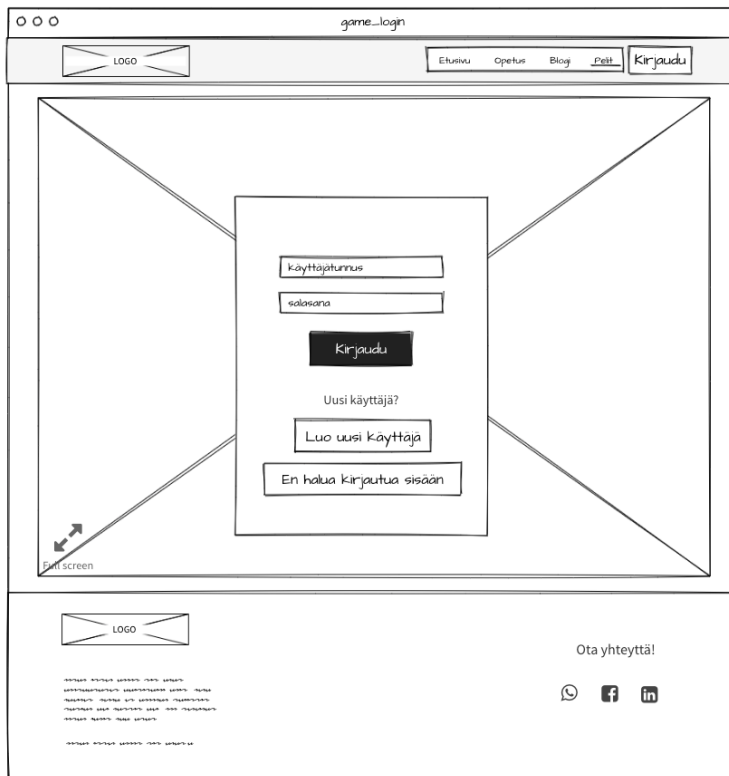 game_login
LOGO
Etusivu Opetus Blogi Pelit Kirjaudu
käyttäjätunnus
salasana
Kirjaudu
Uusi käyttäjä?
Luo uusi käyttäjä
En halua kirjautua sisään
Full screen
LOGO
Ota yhteyttä!